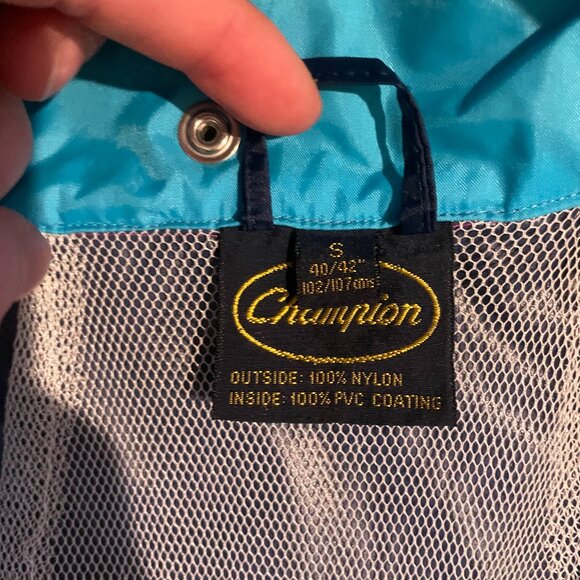 S
40/42"
102/107cms
Champion
OUTSIDE: 100% NYLON
INSIDE: 100% PVC COATING